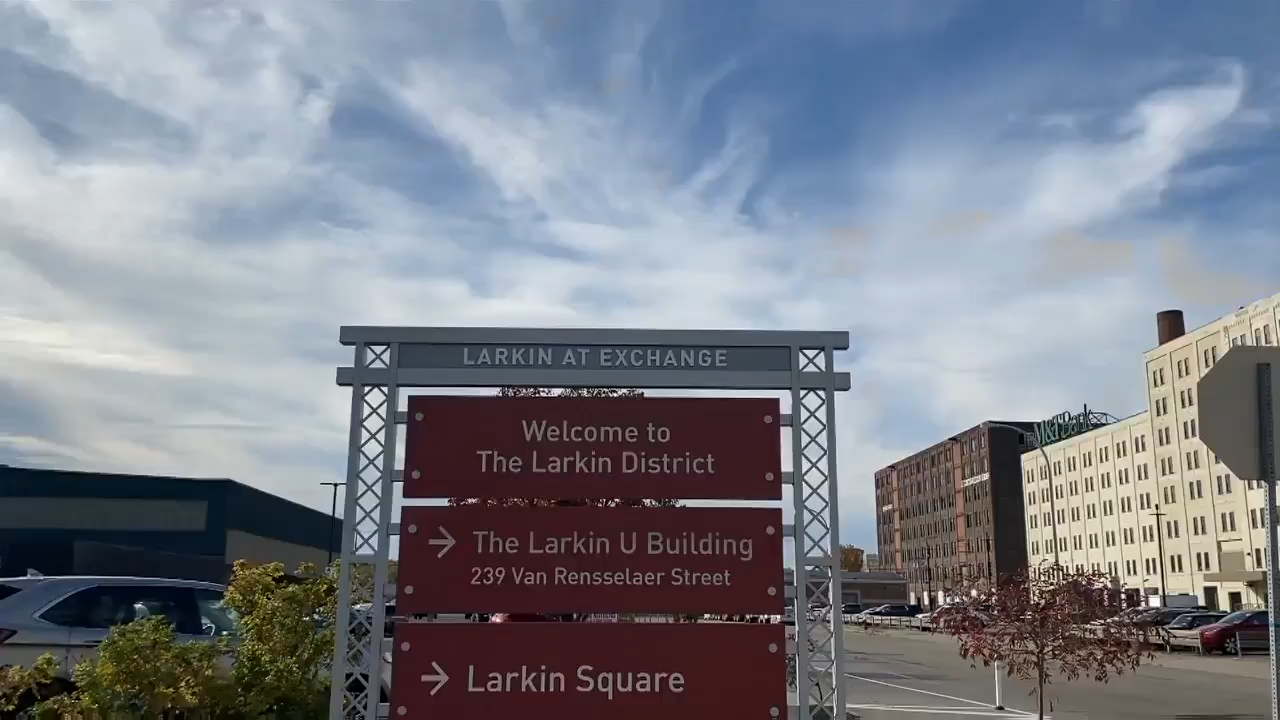 LARKIN AT EXCHANGE
Welcome to
The Larkin District
→ The Larkin U Building
239 Van Rensselaer Street
→ Larkin Square
M&T Bank